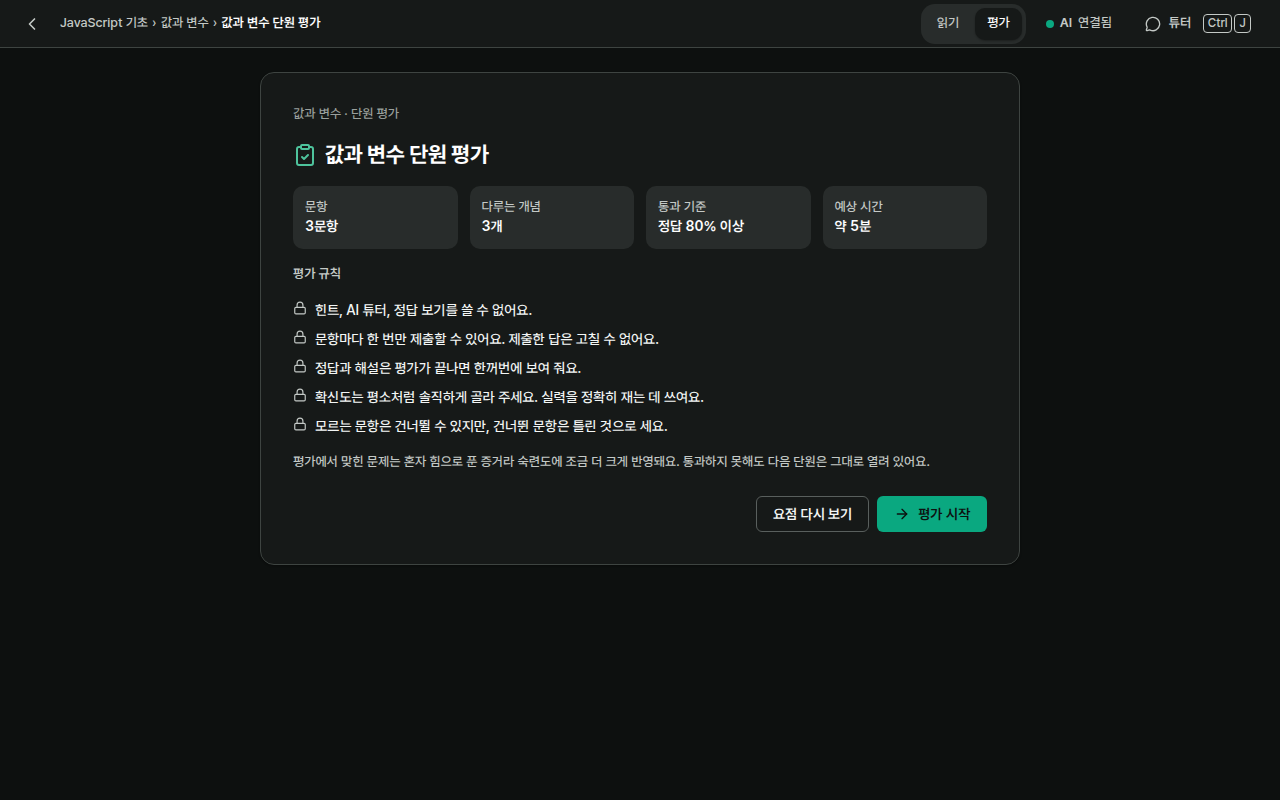 JavaScript 기초 › 값과 변수 › 값과 변수 단원 평가
읽기
평가
AI 연결됨
튜터
Ctrl
J
값과 변수 · 단원 평가
값과 변수 단원 평가
문항
3문항
다루는 개념
3개
통과 기준
정답 80% 이상
예상 시간
약 5분
평가 규칙
힌트, AI 튜터, 정답 보기를 쓸 수 없어요.
문항마다 한 번만 제출할 수 있어요. 제출한 답은 고칠 수 없어요.
정답과 해설은 평가가 끝나면 한꺼번에 보여 줘요.
확신도는 평소처럼 솔직하게 골라 주세요. 실력을 정확히 재는 데 쓰여요.
모르는 문항은 건너뛸 수 있지만, 건너뛴 문항은 틀린 것으로 세요.
평가에서 맞힌 문제는 혼자 힘으로 푼 증거라 숙련도에 조금 더 크게 반영돼요. 통과하지 못해도 다음 단원은 그대로 열려 있어요.
요점 다시 보기
평가 시작